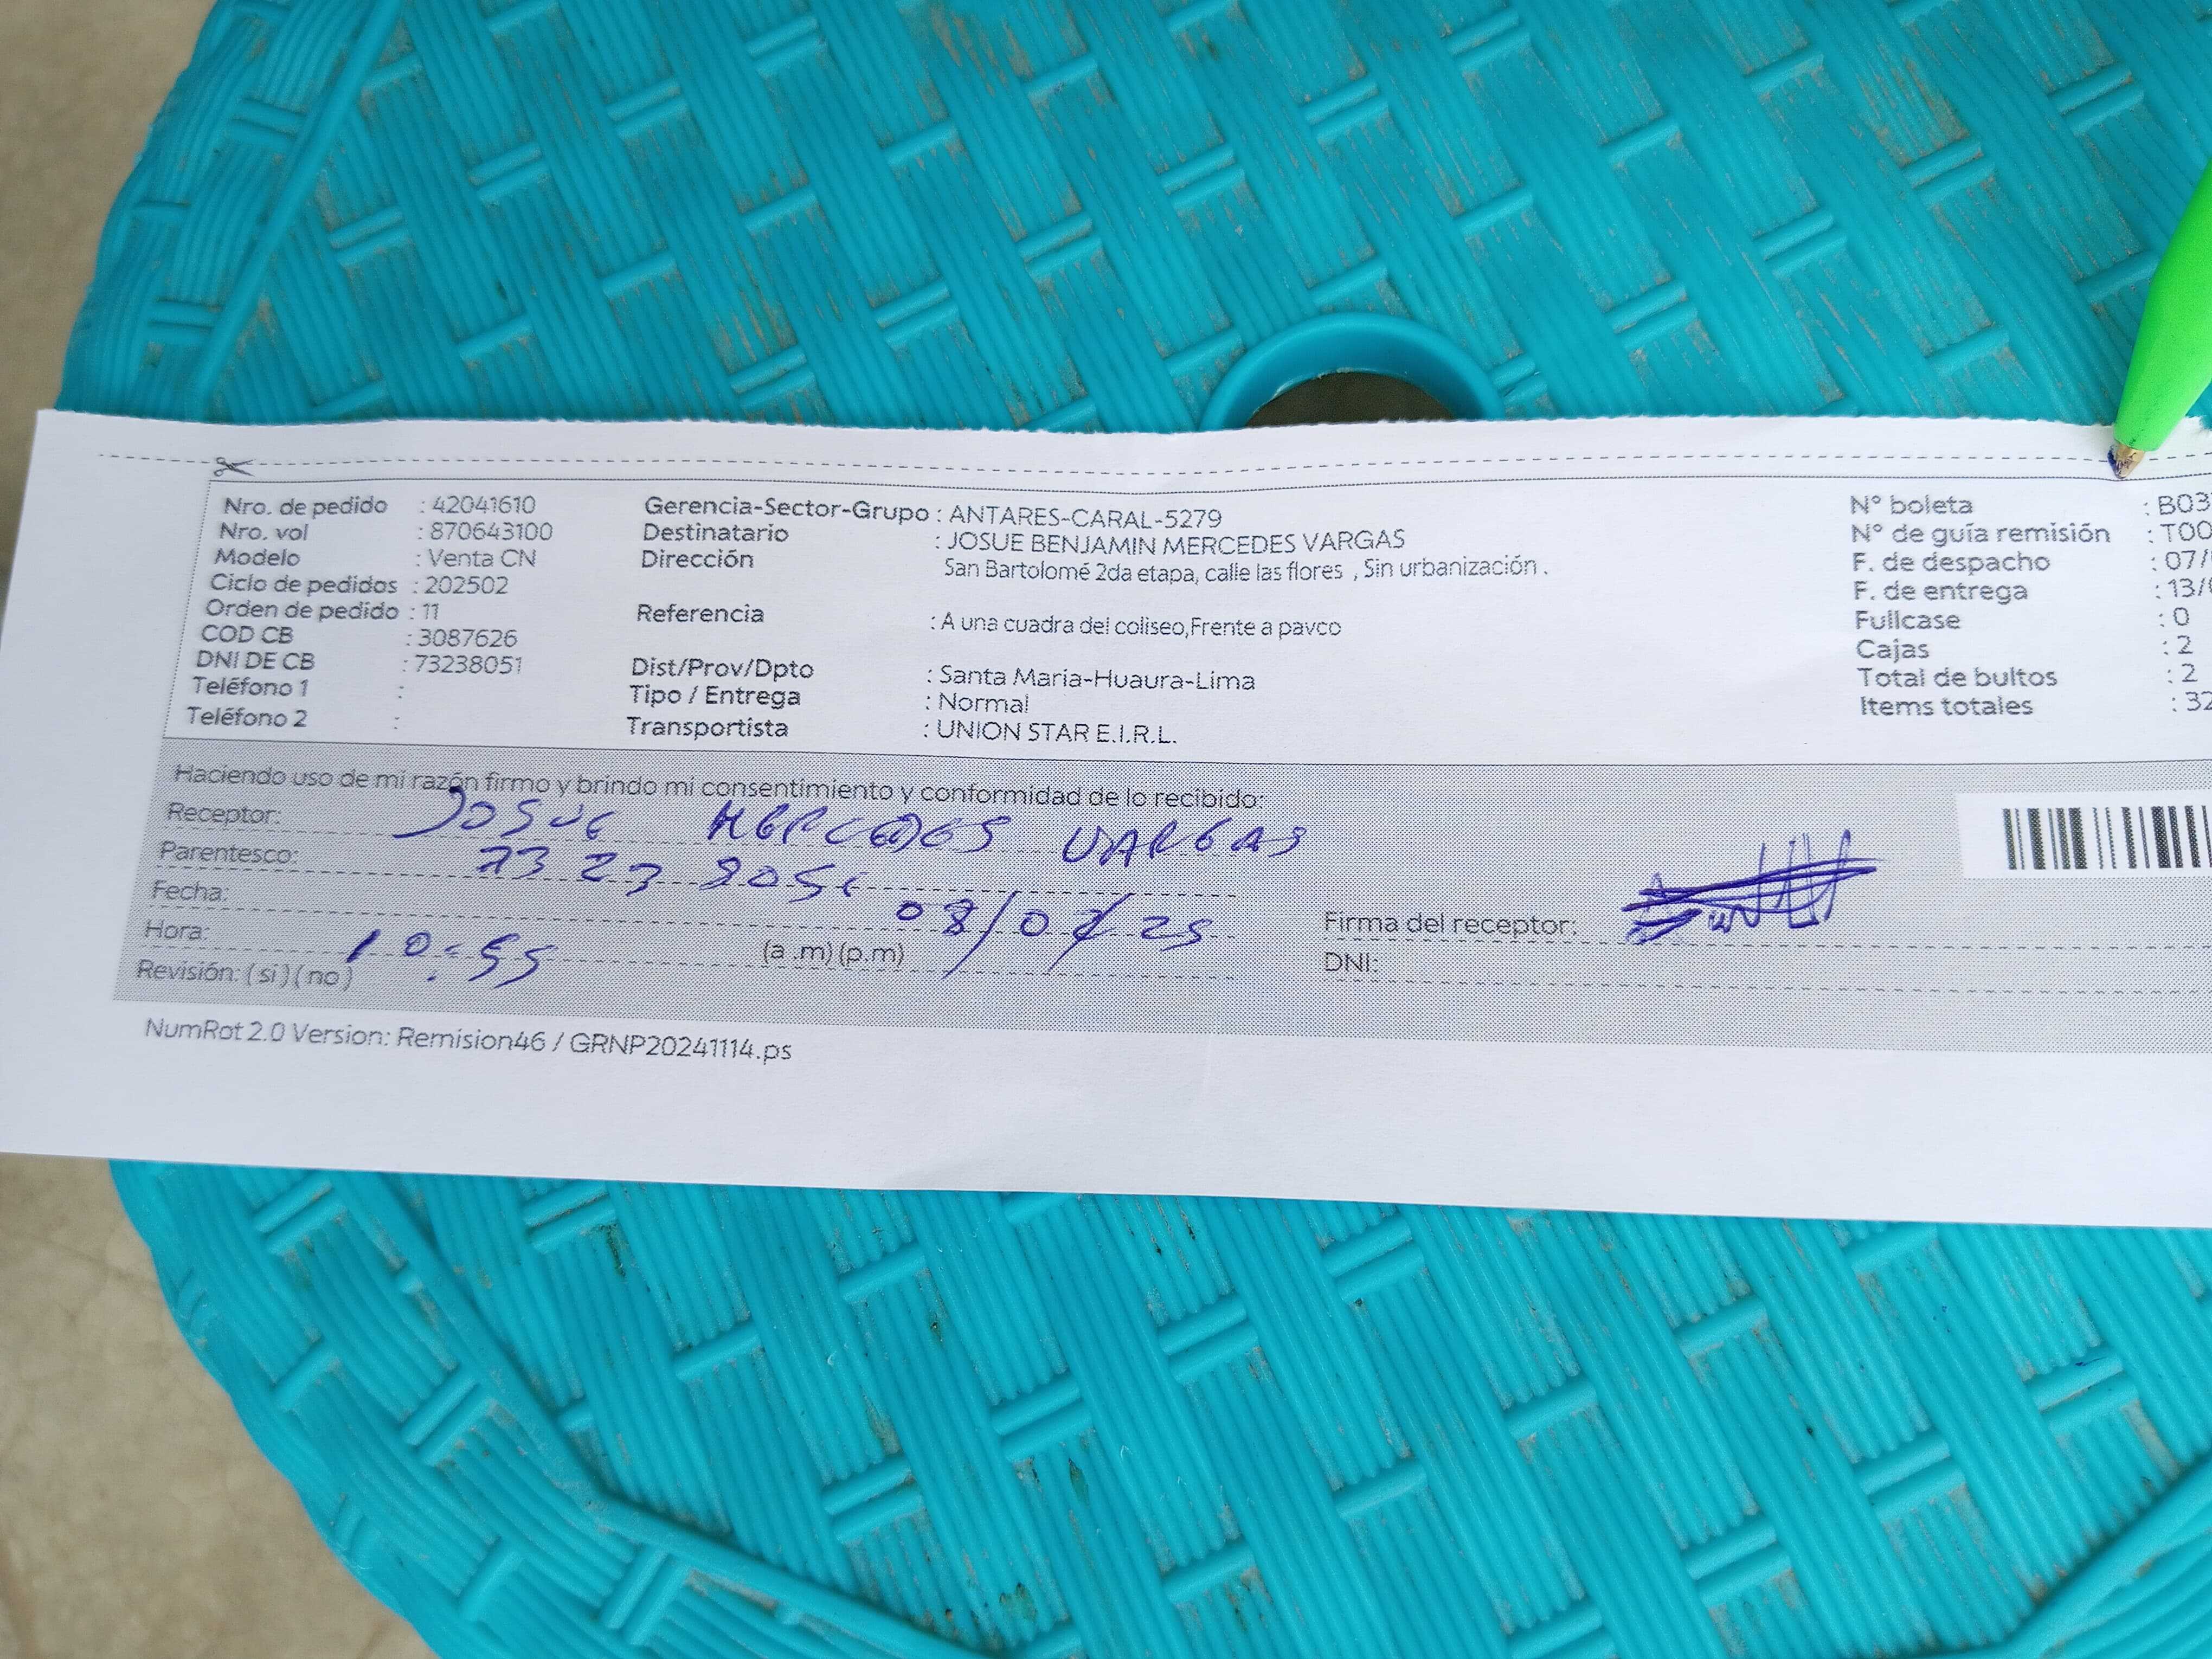 Nro. de pedido : 42041610
Nro. vol : 870643100
Modelo : Venta CN
Ciclo de pedidos : 202502
Orden de pedido : 11
COD CB : 3087626
DNI DE CB : 73238051
Teléfono 1 :
Teléfono 2 :
Gerencia-Sector-Grupo : ANTARES-CARAL-5279
Destinatario : JOSUE BENJAMIN MERCEDES VARGAS
Dirección San Bartolomé 2da etapa, calle las flores , Sin urbanización .
Referencia : A una cuadra del coliseo,Frente a pavco
Dist/Prov/Dpto : Santa Maria-Huaura-Lima
Tipo / Entrega : Normal
Transportista : UNION STAR E.I.R.L.
N° boleta : B03
N° de guía remisión : T00
F. de despacho : 07/
F. de entrega : 13/
Fullcase : 0
Cajas : 2
Total de bultos : 2
Items totales : 32
Haciendo uso de mi razón firmo y brindo mi consentimiento y conformidad de lo recibido:
Receptor: JOSUE MERCEDES VARGAS
Parentesco: 73238051
Fecha: 08/02/25
Hora: 10:55 (a .m) (p.m)
Revisión: ( si ) ( no )
Firma del receptor:
DNI:
NumRot 2.0 Version: Remision46 / GRNP20241114.ps